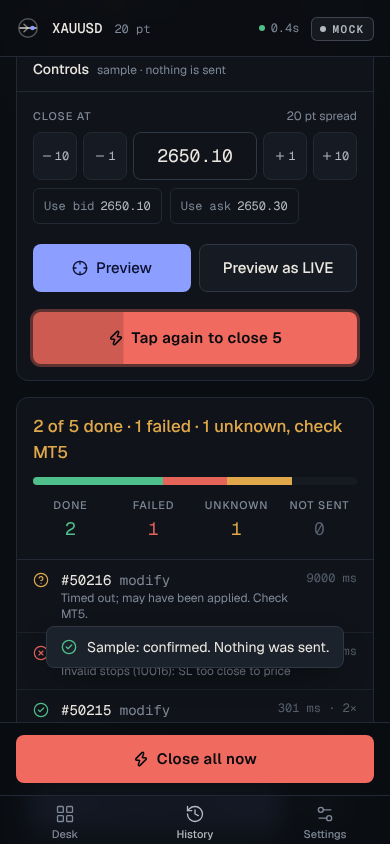 XAUUSD 20 pt 0.4s MOCK
Controls sample · nothing is sent
CLOSE AT 20 pt spread
−10 −1 2650.10 +1 +10
Use bid 2650.10 Use ask 2650.30
Preview Preview as LIVE
Tap again to close 5
2 of 5 done · 1 failed · 1 unknown, check
MT5
DONE FAILED UNKNOWN NOT SENT
2 1 1 0
#50216 modify 9000 ms
Timed out; may have been applied. Check
MT5.
Sample: confirmed. Nothing was sent.
ms
Invalid stops (10016): SL too close to price
#50215 modify 301 ms · 2×
Close all now
Desk History Settings